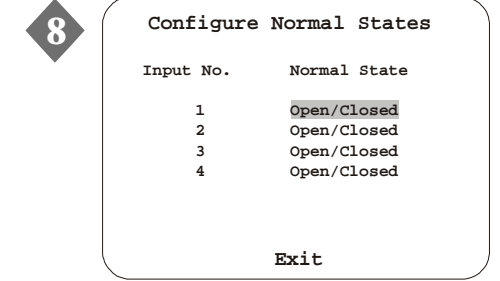 8
Configure Normal States
Input No. Normal State
1 Open/Closed
2 Open/Closed
3 Open/Closed
4 Open/Closed
Exit